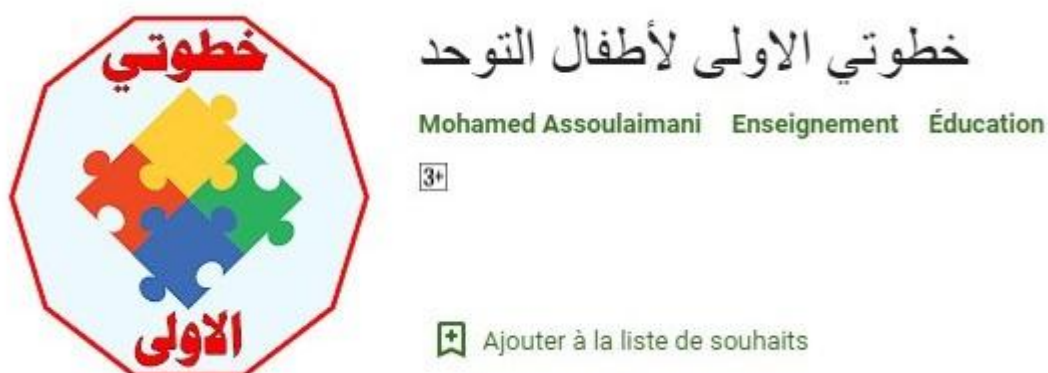 خطوتي
الاولى
خطوتي الاولى لأطفال التوحد
Mohamed Assoulaimani Enseignement Éducation
3+
Ajouter à la liste de souhaits